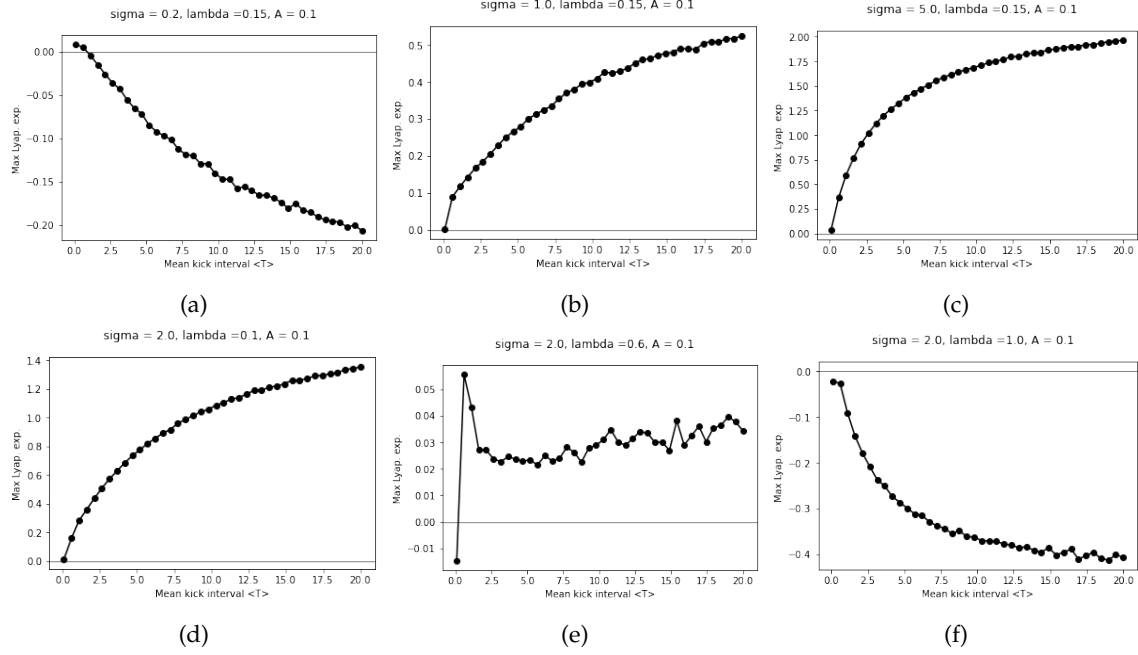 sigma = 0.2, lambda =0.15, A = 0.1
0.00
−0.05
−0.10
−0.15
−0.20
Max Lyap. exp.
0.0 2.5 5.0 7.5 10.0 12.5 15.0 17.5 20.0
Mean kick interval <T>
(a)
sigma = 1.0, lambda =0.15, A = 0.1
0.5
0.4
0.3
0.2
0.1
0.0
Max Lyap. exp.
0.0 2.5 5.0 7.5 10.0 12.5 15.0 17.5 20.0
Mean kick interval <T>
(b)
sigma = 5.0, lambda =0.15, A = 0.1
2.00
1.75
1.50
1.25
1.00
0.75
0.50
0.25
0.00
Max Lyap. exp.
0.0 2.5 5.0 7.5 10.0 12.5 15.0 17.5 20.0
Mean kick interval <T>
(c)
sigma = 2.0, lambda =0.1, A = 0.1
1.4
1.2
1.0
0.8
0.6
0.4
0.2
0.0
Max Lyap. exp.
0.0 2.5 5.0 7.5 10.0 12.5 15.0 17.5 20.0
Mean kick interval <T>
(d)
sigma = 2.0, lambda =0.6, A = 0.1
0.05
0.04
0.03
0.02
0.01
0.00
−0.01
Max Lyap. exp.
0.0 2.5 5.0 7.5 10.0 12.5 15.0 17.5 20.0
Mean kick interval <T>
(e)
sigma = 2.0, lambda =1.0, A = 0.1
0.0
−0.1
−0.2
−0.3
−0.4
Max Lyap. exp.
0.0 2.5 5.0 7.5 10.0 12.5 15.0 17.5 20.0
Mean kick interval <T>
(f)